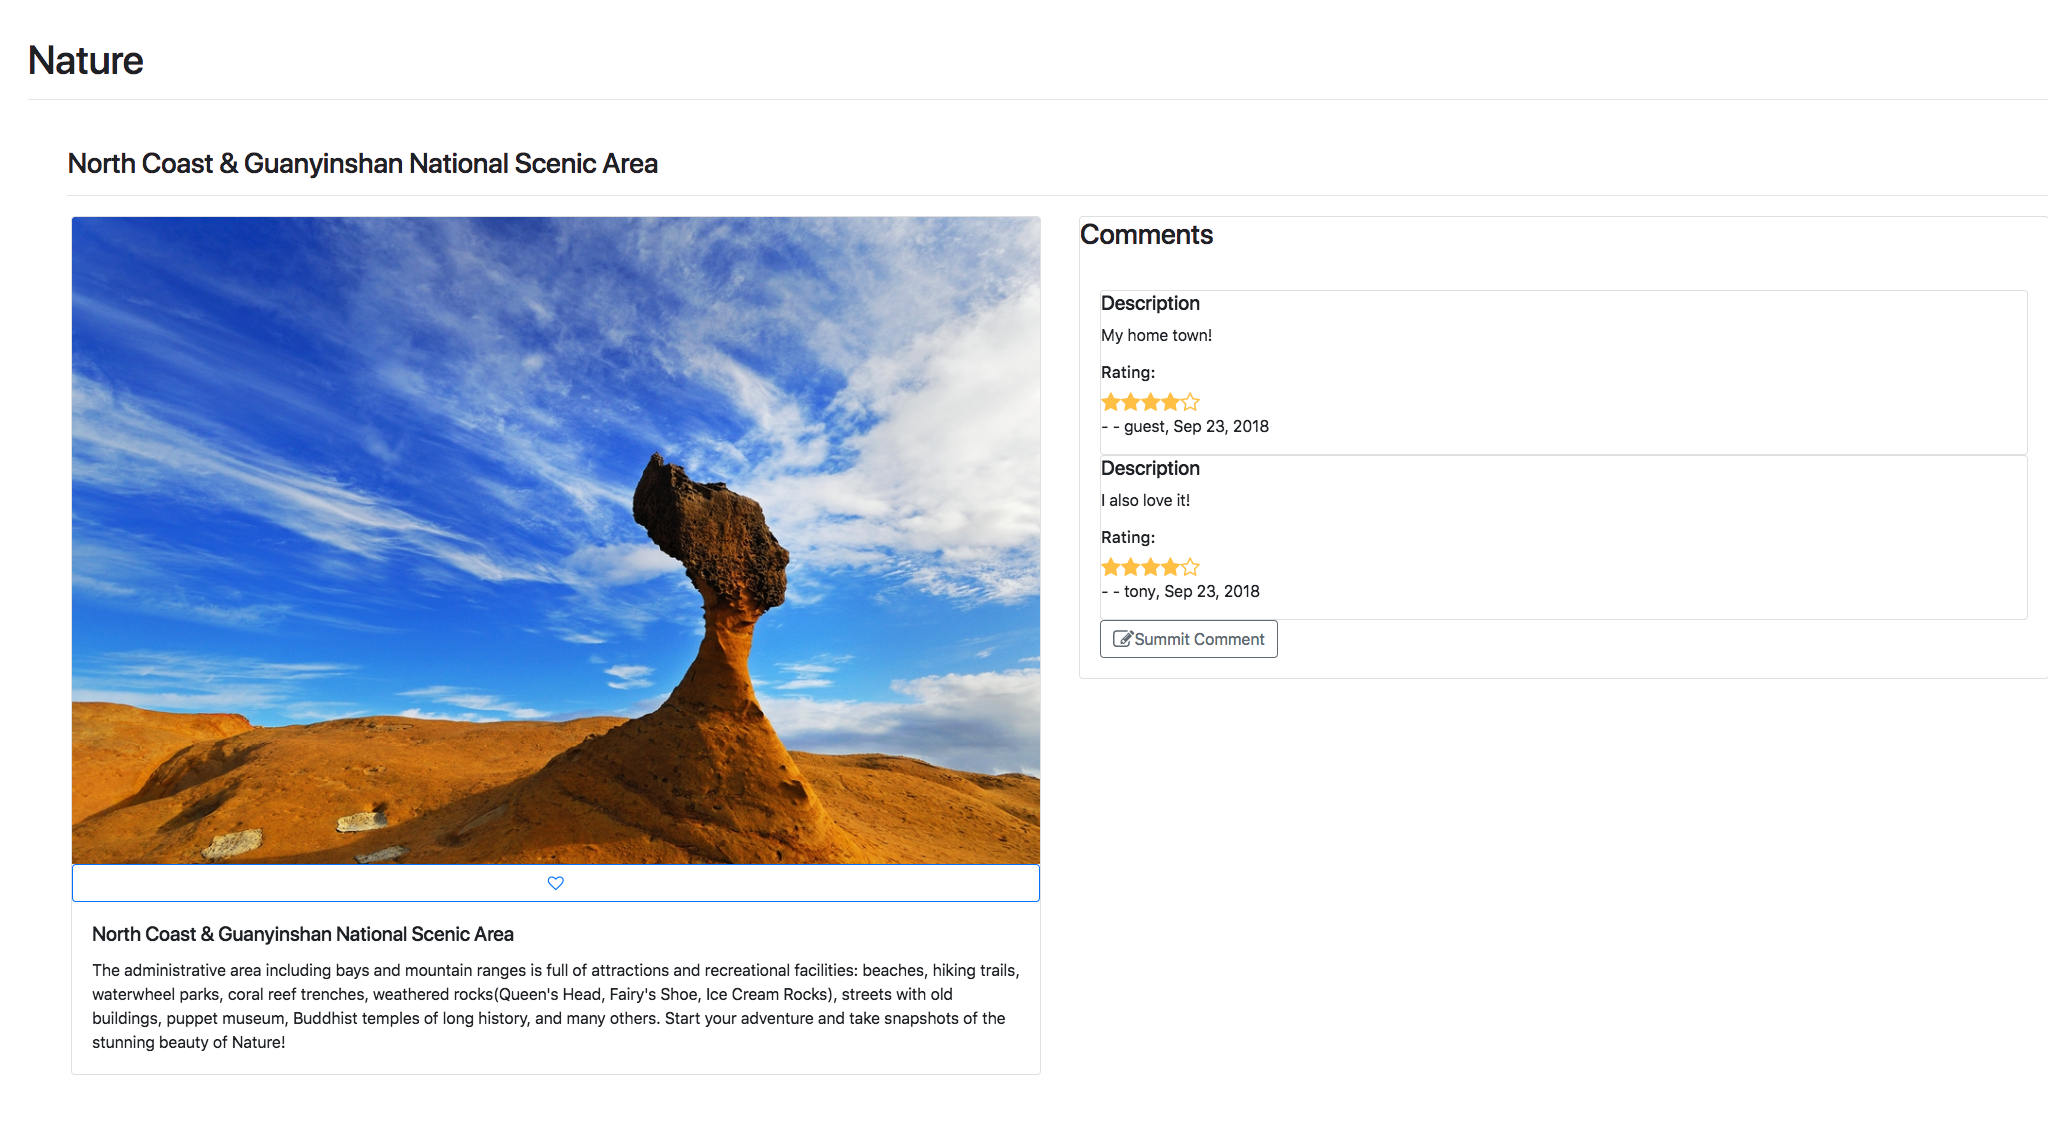 Nature
North Coast & Guanyinshan National Scenic Area
North Coast & Guanyinshan National Scenic Area
The administrative area including bays and mountain ranges is full of attractions and recreational facilities: beaches, hiking trails,
waterwheel parks, coral reef trenches, weathered rocks(Queen's Head, Fairy's Shoe, Ice Cream Rocks), streets with old
buildings, puppet museum, Buddhist temples of long history, and many others. Start your adventure and take snapshots of the
stunning beauty of Nature!
Comments
Description
My home town!
Rating:
- - guest, Sep 23, 2018
Description
I also love it!
Rating:
- - tony, Sep 23, 2018
Summit Comment